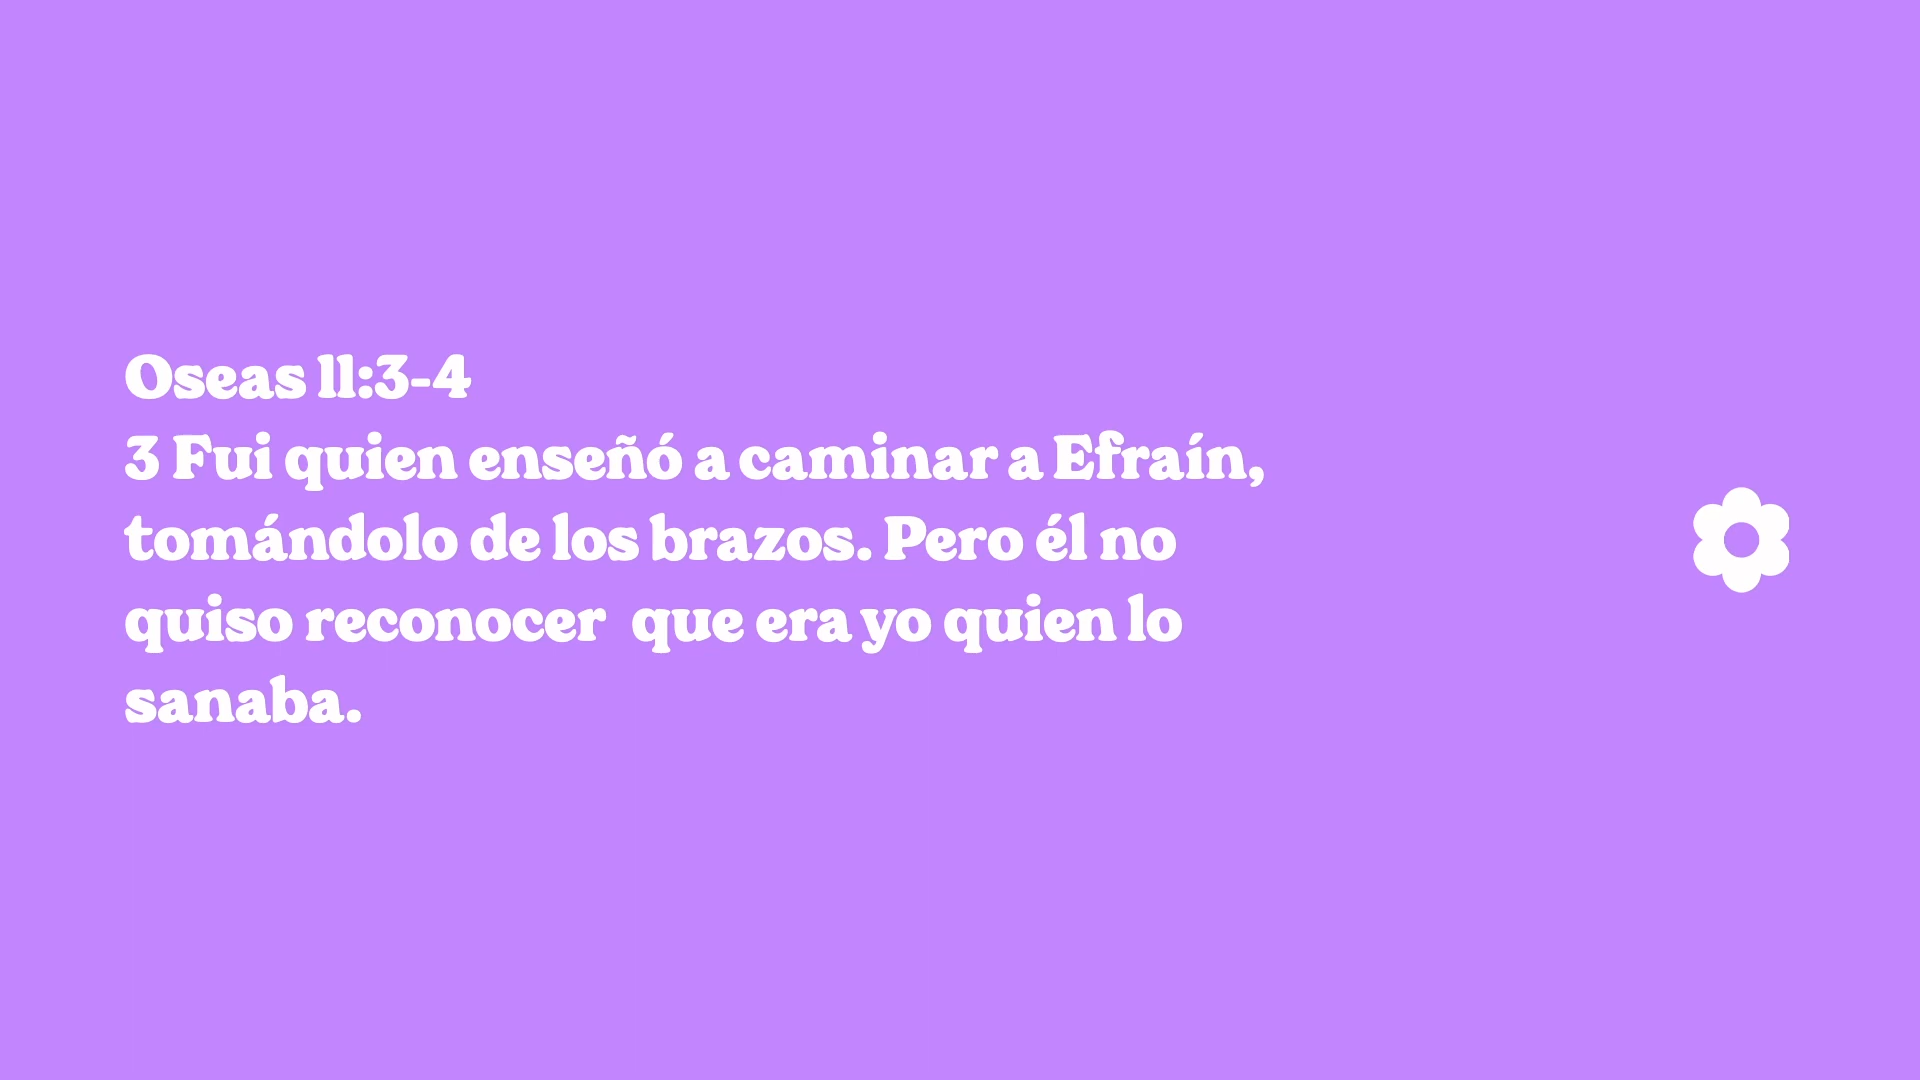 Oseas 11:3-4
3 Fui quien enseñó a caminar a Efraín,
tomándolo de los brazos. Pero él no
quiso reconocer  que era yo quien lo
sanaba.